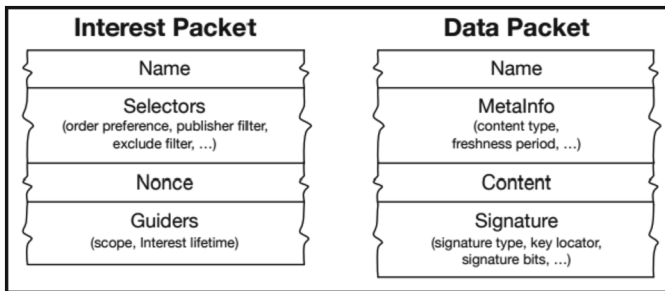 Interest Packet
Name
Selectors
(order preference, publisher filter,
exclude filter, ...)
Nonce
Guiders
(scope, Interest lifetime)
Data Packet
Name
MetaInfo
(content type,
freshness period, ...)
Content
Signature
(signature type, key locator,
signature bits, ...)